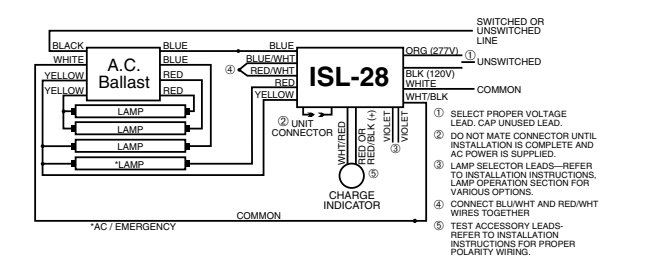 SWITCHED OR
UNSWITCHED
LINE
BLACK
BLUE
BLUE
ORG (277V)
①
WHITE
A.C.
Ballast
BLUE
BLUE/WHT
UNSWITCHED
④
RED/WHT
ISL-28
YELLOW
RED
RED
BLK (120V)
WHITE
COMMON
YELLOW
RED
YELLOW
WHT/BLK
LAMP
LAMP
LAMP
*LAMP
② UNIT
CONNECTOR
WHT/RED
RED OR
RED/BLK (+)
VIOLET
VIOLET
③
⑤
CHARGE
INDICATOR
COMMON
*AC / EMERGENCY
① SELECT PROPER VOLTAGE
LEAD. CAP UNUSED LEAD.
② DO NOT MATE CONNECTOR UNTIL
INSTALLATION IS COMPLETE AND
AC POWER IS SUPPLIED.
③ LAMP SELECTOR LEADS—REFER
TO INSTALLATION INSTRUCTIONS,
LAMP OPERATION SECTION FOR
VARIOUS OPTIONS.
④ CONNECT BLU/WHT AND RED/WHT
WIRES TOGETHER
⑤ TEST ACCESSORY LEADS-
REFER TO INSTALLATION
INSTRUCTIONS FOR PROPER
POLARITY WIRING.